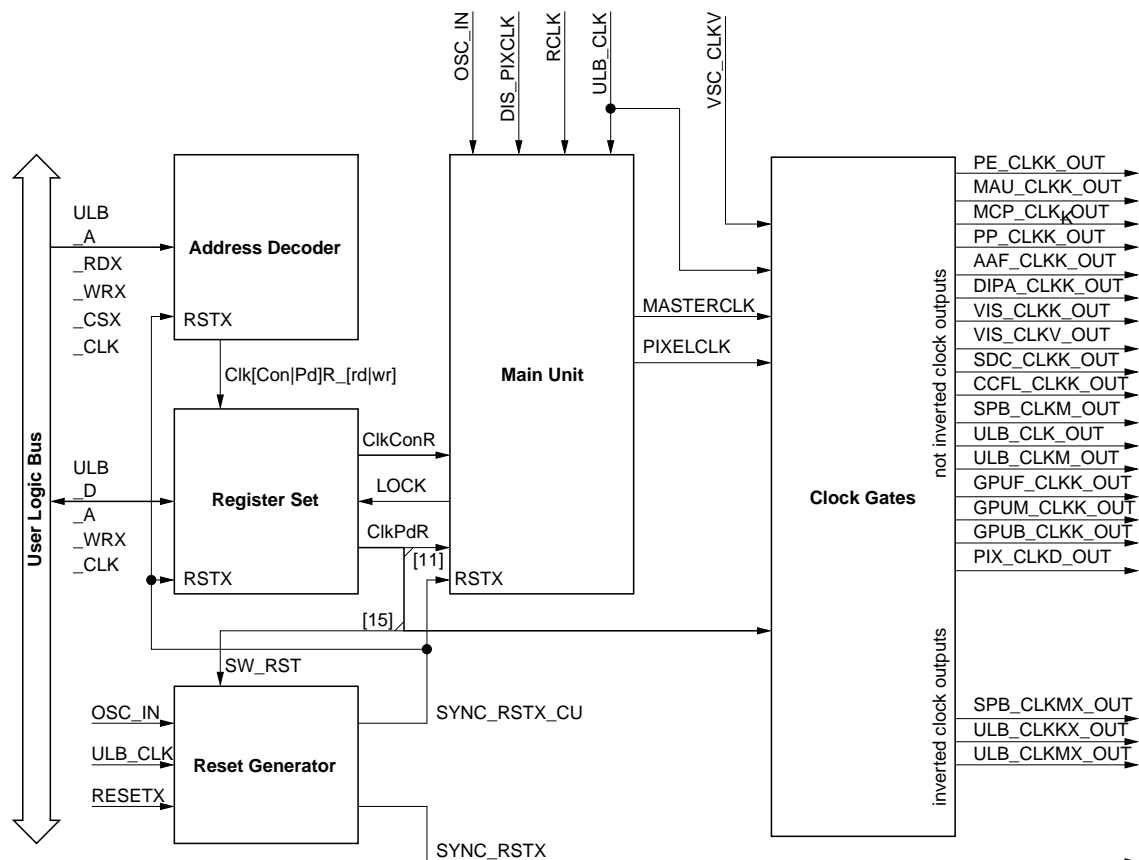 OSC_IN
DIS_PIXCLK
RCLK
ULB_CLK
VSC_CLKV
User Logic Bus
ULB
_A
_RDX
_WRX
_CSX
_CLK
Address Decoder
RSTX
Clk[Con|Pd]R_[rd|wr]
ULB
_D
_A
_WRX
_CLK
Register Set
RSTX
ClkConR
LOCK
ClkPdR
[11]
[15]
Main Unit
RSTX
MASTERCLK
PIXELCLK
SW_RST
OSC_IN
ULB_CLK
RESETX
Reset Generator
SYNC_RSTX_CU
SYNC_RSTX
Clock Gates
not inverted clock outputs
inverted clock outputs
PE_CLKK_OUT
MAU_CLKK_OUT
MCP_CLKK_OUT
PP_CLKK_OUT
AAF_CLKK_OUT
DIPA_CLKK_OUT
VIS_CLKK_OUT
VIS_CLKV_OUT
SDC_CLKK_OUT
CCFL_CLKK_OUT
SPB_CLKM_OUT
ULB_CLK_OUT
ULB_CLKM_OUT
GPUF_CLKK_OUT
GPUM_CLKK_OUT
GPUB_CLKK_OUT
PIX_CLKD_OUT
SPB_CLKMX_OUT
ULB_CLKKX_OUT
ULB_CLKMX_OUT